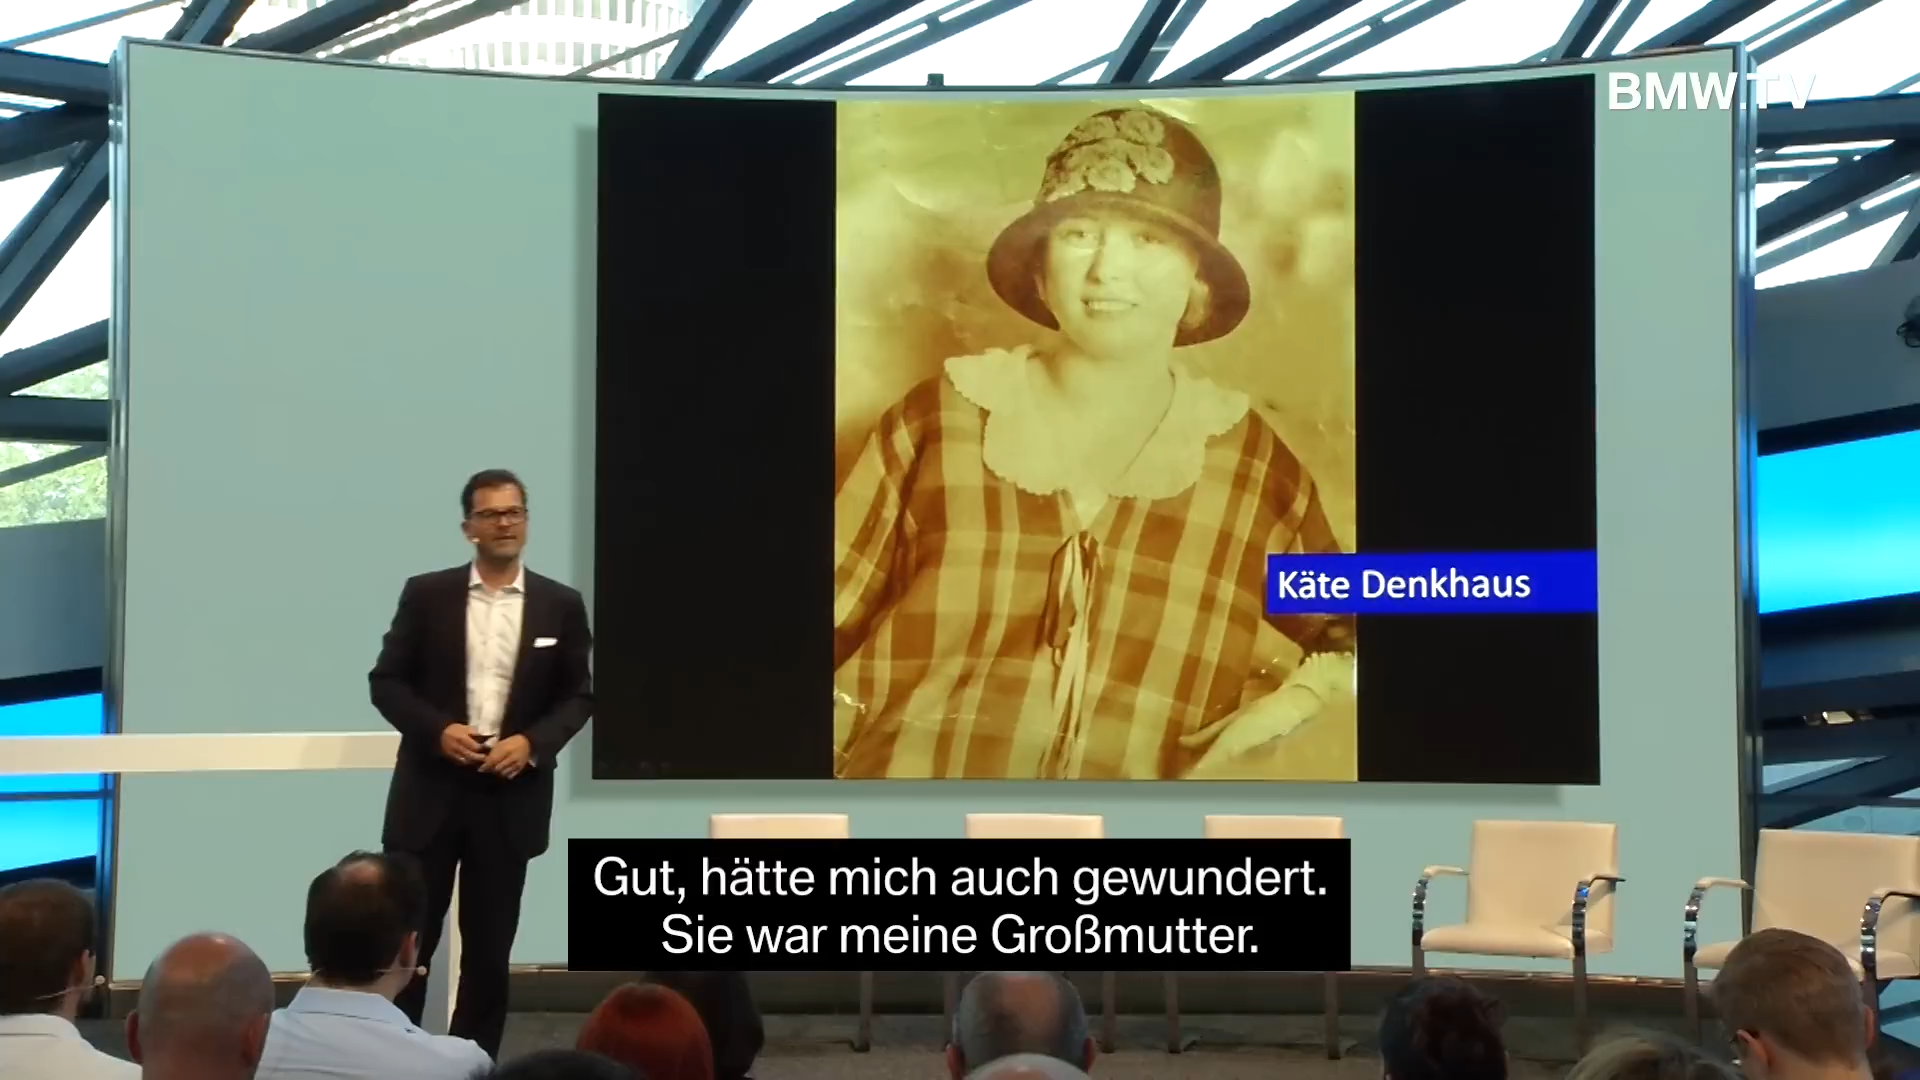 BMW.TV
Käte Denkhaus
Gut, hätte mich auch gewundert.
Sie war meine Großmutter.